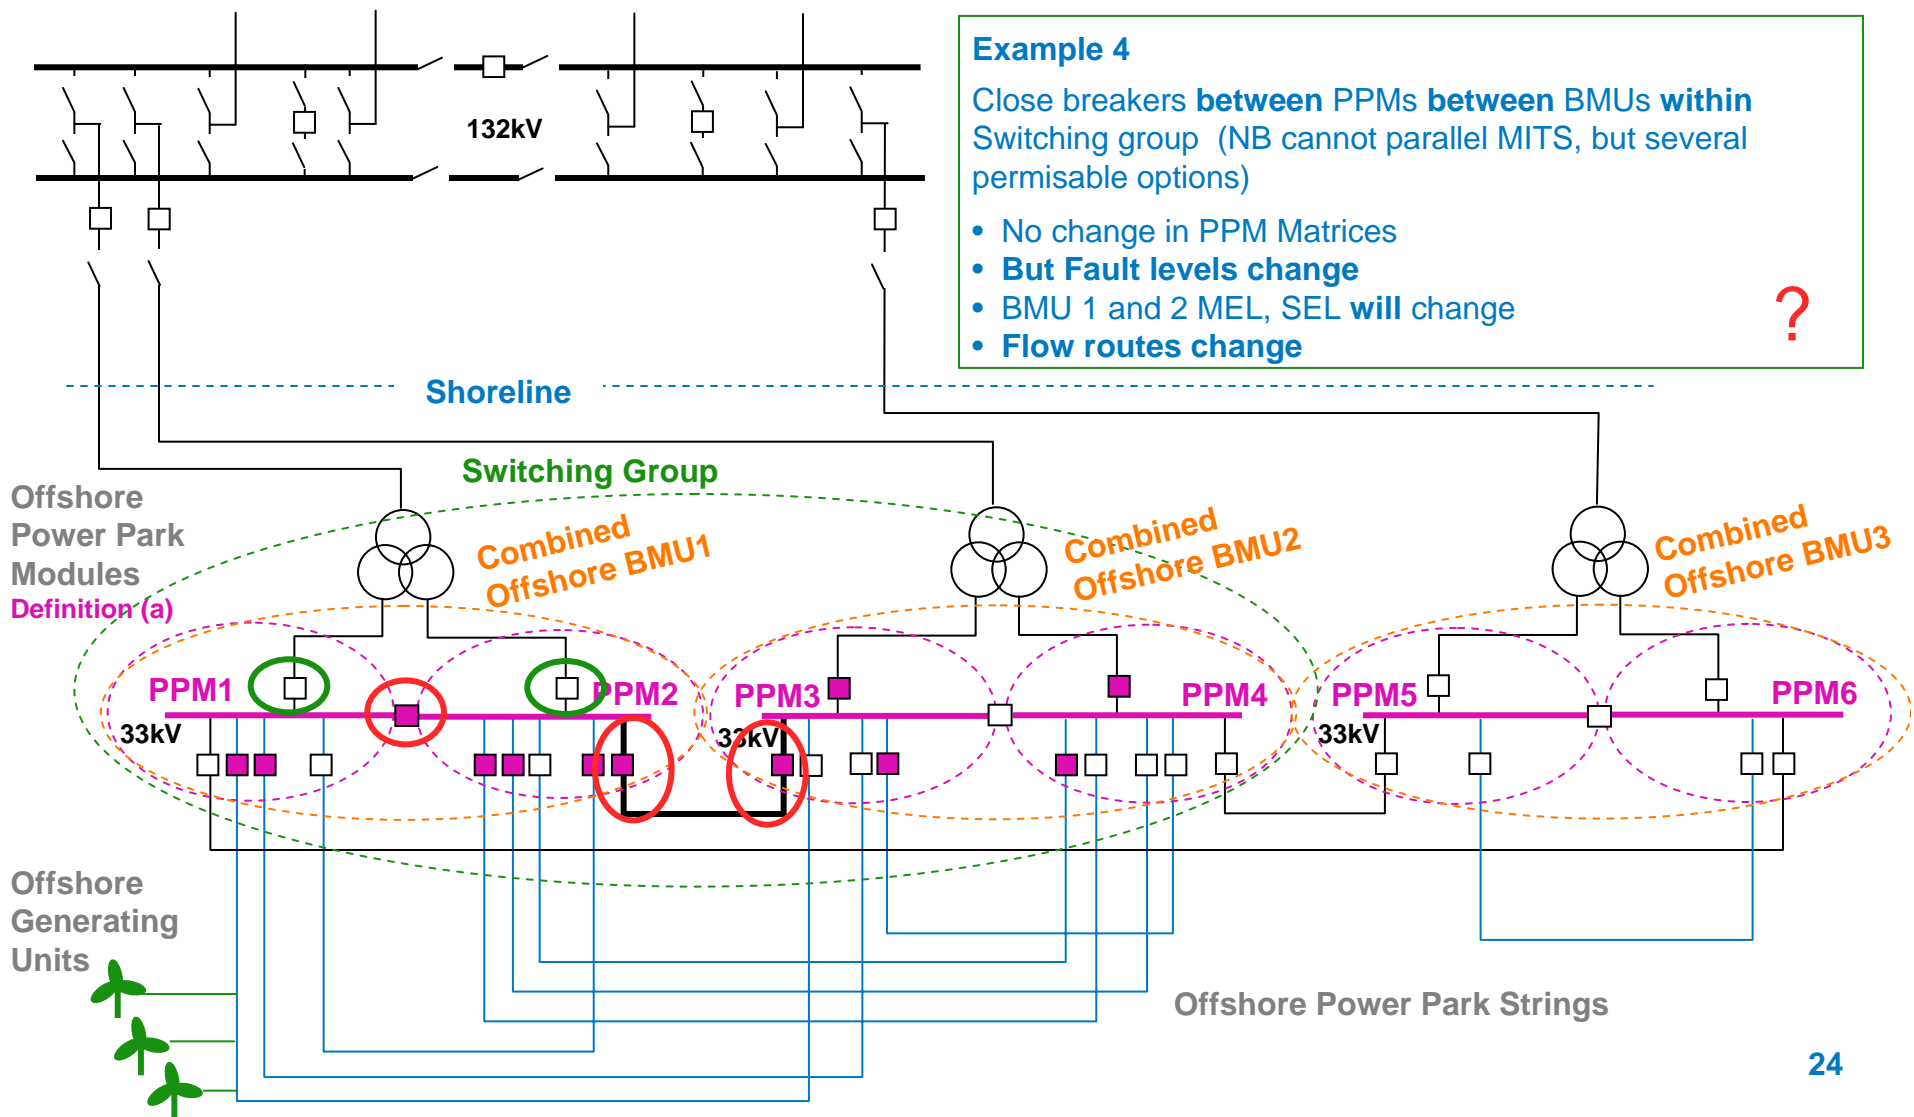 Example 4
Close breakers between PPMs between BMUs within
Switching group (NB cannot parallel MITS, but several
permisable options)
• No change in PPM Matrices
• But Fault levels change
• BMU 1 and 2 MEL, SEL will change
• Flow routes change
?
132kV
Shoreline
Switching Group
Offshore
Power Park
Modules
Definition (a)
Combined
Offshore BMU1
Combined
Offshore BMU2
Combined
Offshore BMU3
PPM1
PPM2
PPM3
PPM4
PPM5
PPM6
33kV
33kV
33kV
Offshore
Generating
Units
Offshore Power Park Strings
24